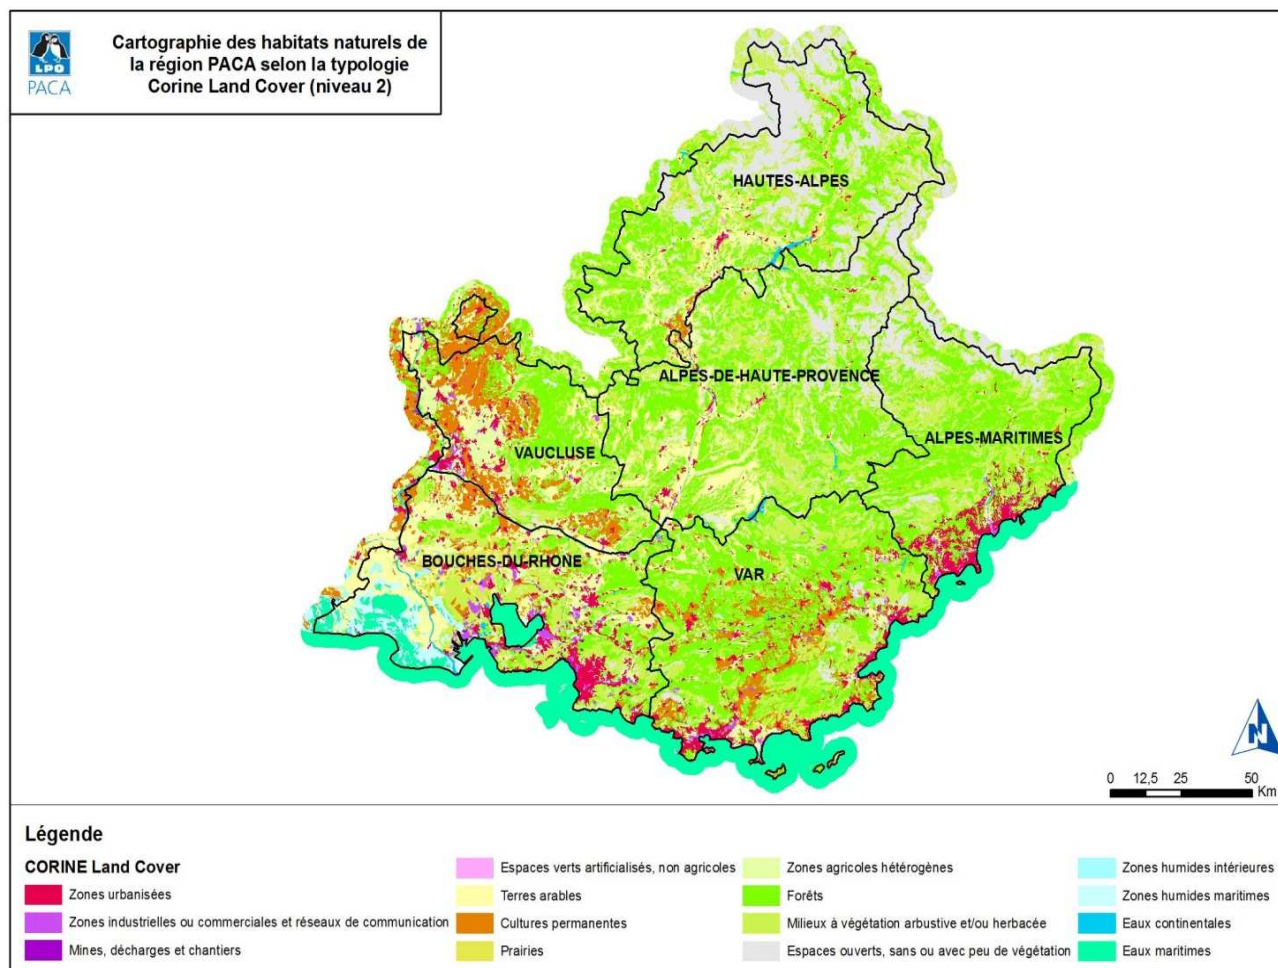 Cartographie des habitats naturels de
la région PACA selon la typologie
Corine Land Cover (niveau 2)
LPO
PACA
HAUTES-ALPES
ALPES-DE-HAUTE-PROVENCE
ALPES-MARITIMES
VAUCLUSE
BOUCHES-DU-RHONE
VAR
N
0 12,5 25 50
Km
Légende
CORINE Land Cover
Zones urbanisées
Zones industrielles ou commerciales et réseaux de communication
Mines, décharges et chantiers
Espaces verts artificialisés, non agricoles
Terres arables
Cultures permanentes
Prairies
Zones agricoles hétérogènes
Forêts
Milieux à végétation arbustive et/ou herbacée
Espaces ouverts, sans ou avec peu de végétation
Zones humides intérieures
Zones humides maritimes
Eaux continentales
Eaux maritimes